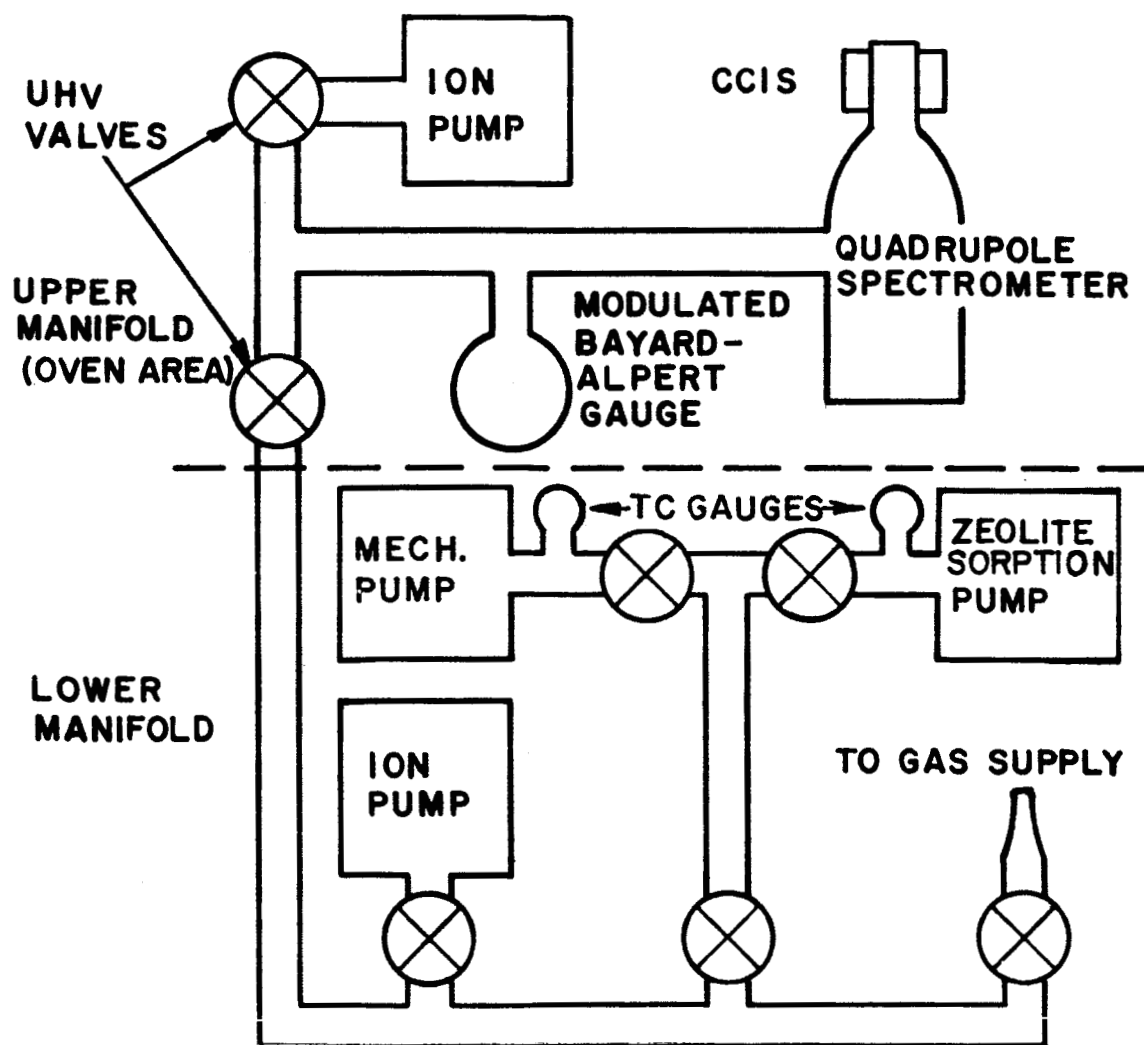 UHV
VALVES
ION
PUMP
CCIS
QUADRUPOLE
SPECTROMETER
UPPER
MANIFOLD
(OVEN AREA)
MODULATED
BAYARD-
ALPERT
GAUGE
TC GAUGES
MECH.
PUMP
ZEOLITE
SORPTION
PUMP
LOWER
MANIFOLD
ION
PUMP
TO GAS SUPPLY